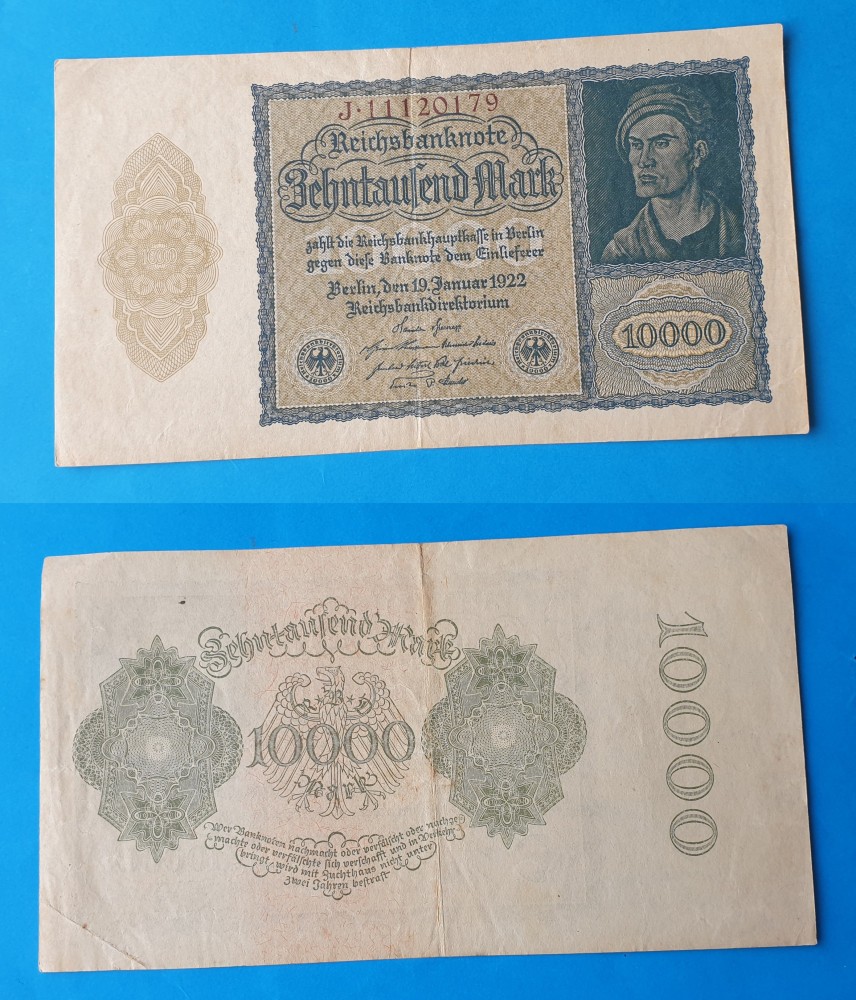 J·11120179
Reichsbanknote
Zehntausend Mark
zahlt die Reichsbankhauptkasse in Berlin
gegen diese Banknote dem Einlieferer
Berlin, den 19. Januar 1922
Reichsbankdirektorium
10000
Zehntausend Mark
10000
Mark
Wer Banknoten nachmacht oder verfälscht oder nachge-
machte oder verfälschte sich verschafft und in Verkehr
bringt, wird mit Zuchthaus nicht unter
zwei Jahren bestraft
10000